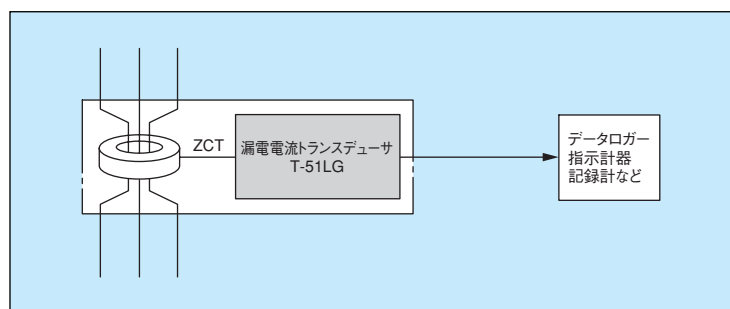 ZCT
漏電電流トランスデューサ
T-51LG
データロガー
指示計器
記録計など